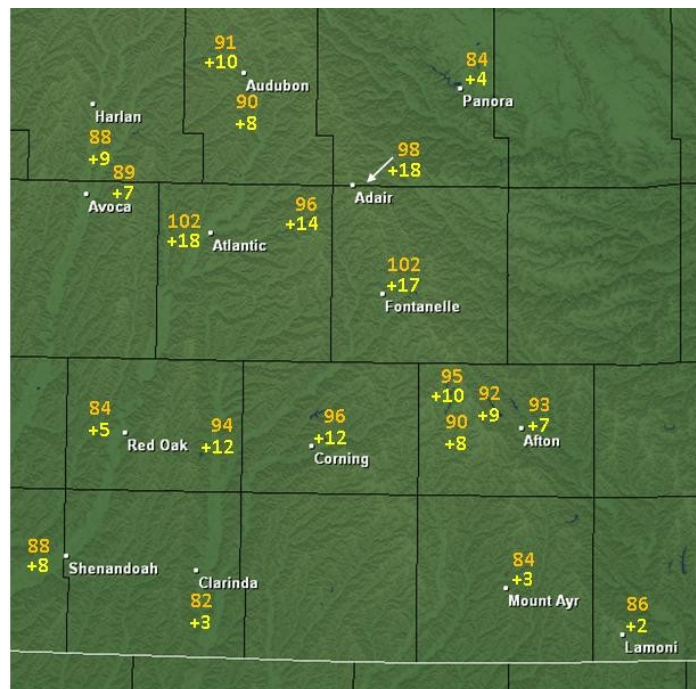 91
+10
Audubon
90
+8
84
+4
Panora
Harlan
88
+9
89
+7
Avoca
98
+18
Adair
102
+18
Atlantic
96
+14
102
+17
Fontanelle
84
+5
Red Oak
94
+12
96
+12
Corning
95
+10
92
+9
90
+8
93
+7
Afton
88
+8
Shenandoah
Clarinda
82
+3
84
+3
Mount Ayr
86
+2
Lamoni